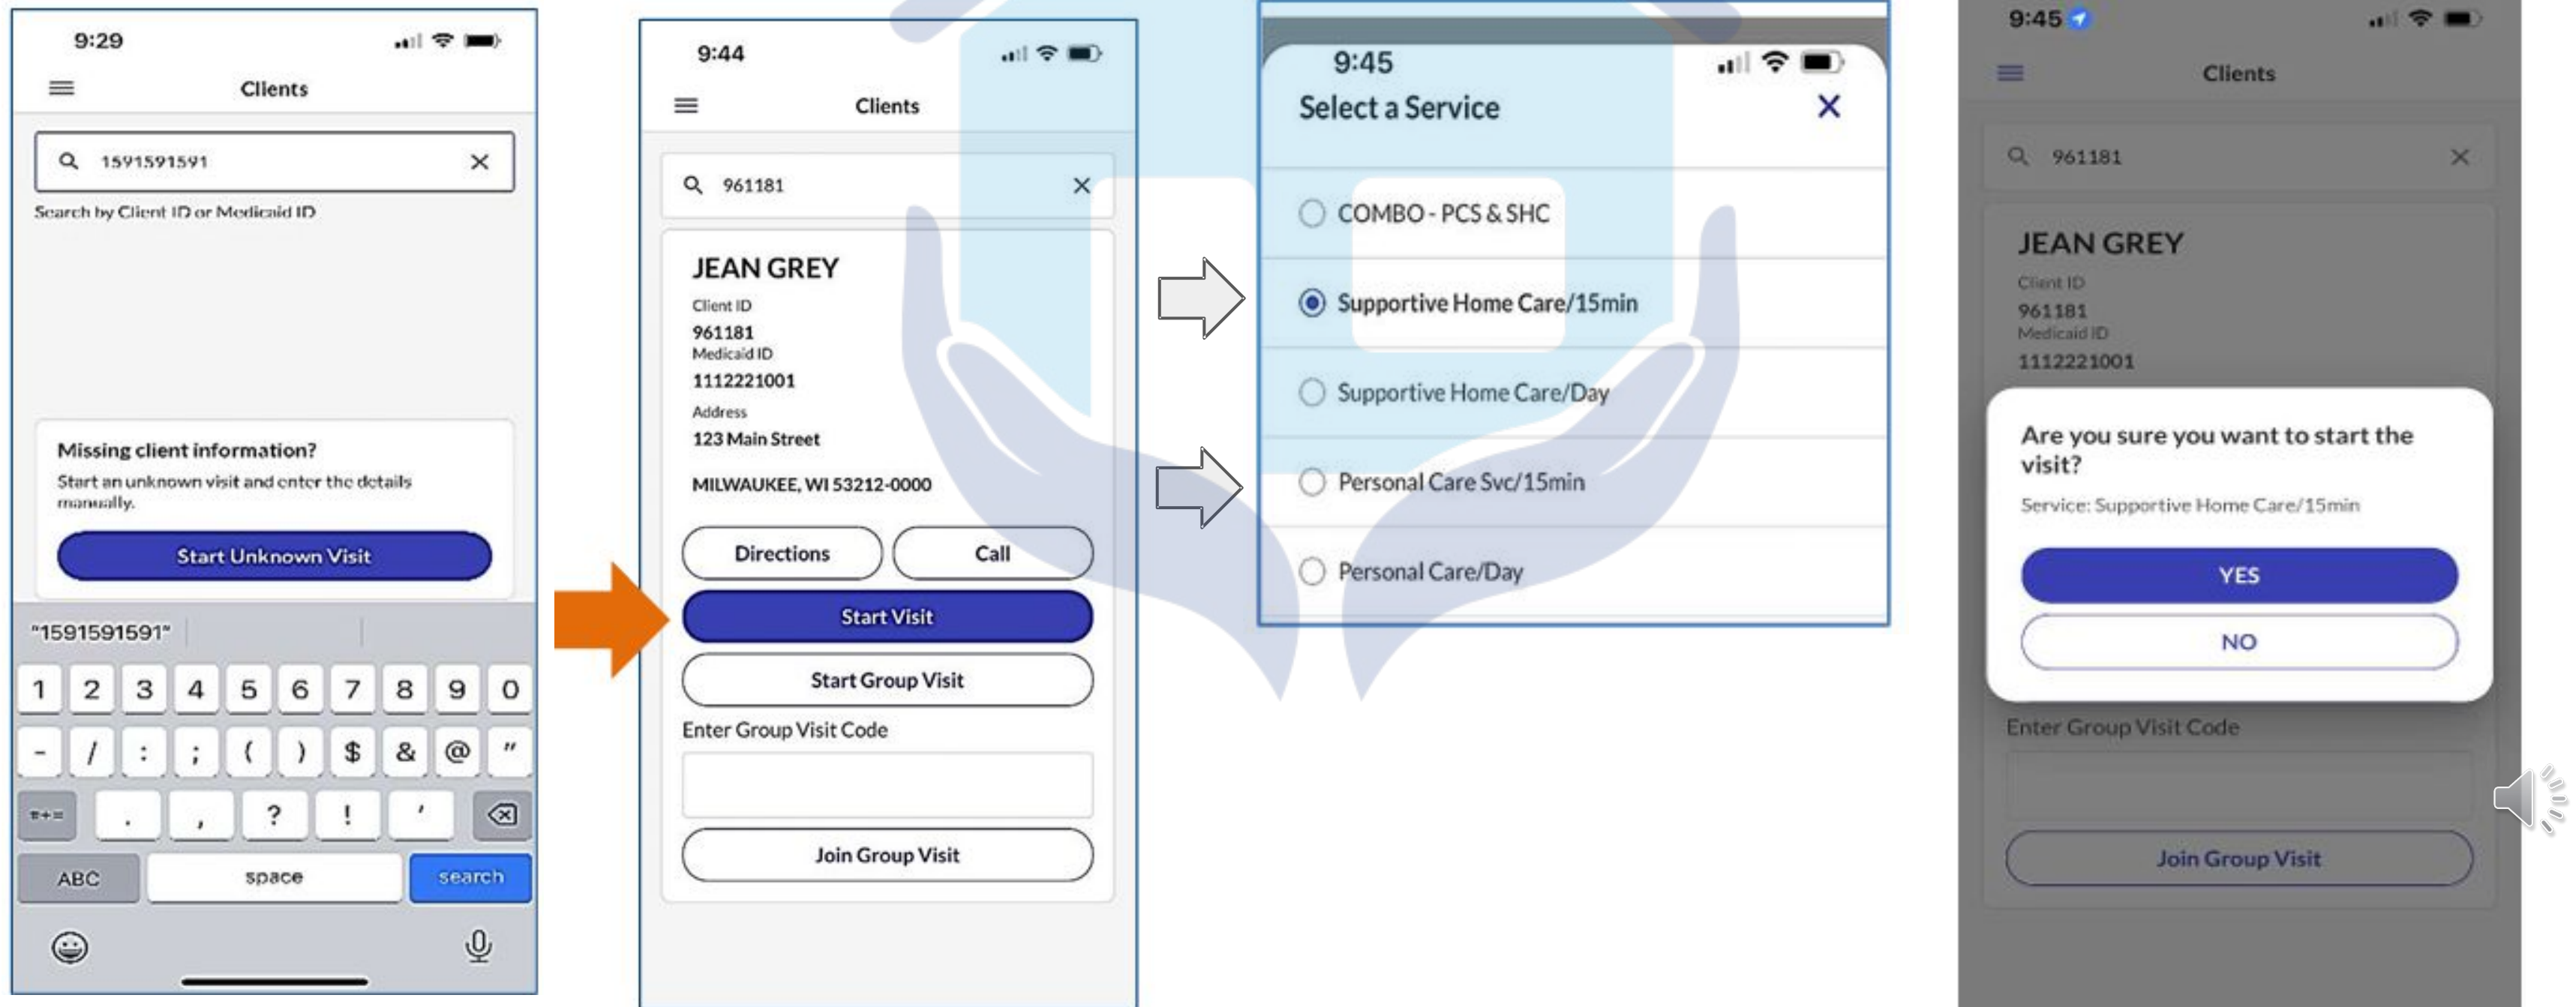 9:29
Clients
1591591591
Search by Client ID or Medicaid ID
Missing client information?
Start an unknown visit and enter the details
manually.
Start Unknown Visit
"1591591591"
1 2 3 4 5 6 7 8 9 0
- / : ; ( ) $ & @ "
#+= . , ? ! '
ABC space search
9:44
Clients
961181
JEAN GREY
Client ID
961181
Medicaid ID
1112221001
Address
123 Main Street
MILWAUKEE, WI 53212-0000
Directions Call
Start Visit
Start Group Visit
Enter Group Visit Code
Join Group Visit
9:45
Select a Service
COMBO - PCS & SHC
Supportive Home Care/15min
Supportive Home Care/Day
Personal Care Svc/15min
Personal Care/Day
9:45
Clients
961181
JEAN GREY
Client ID
961181
Medicaid ID
1112221001
Are you sure you want to start the
visit?
Service: Supportive Home Care/15min
YES
NO
Enter Group Visit Code
Join Group Visit